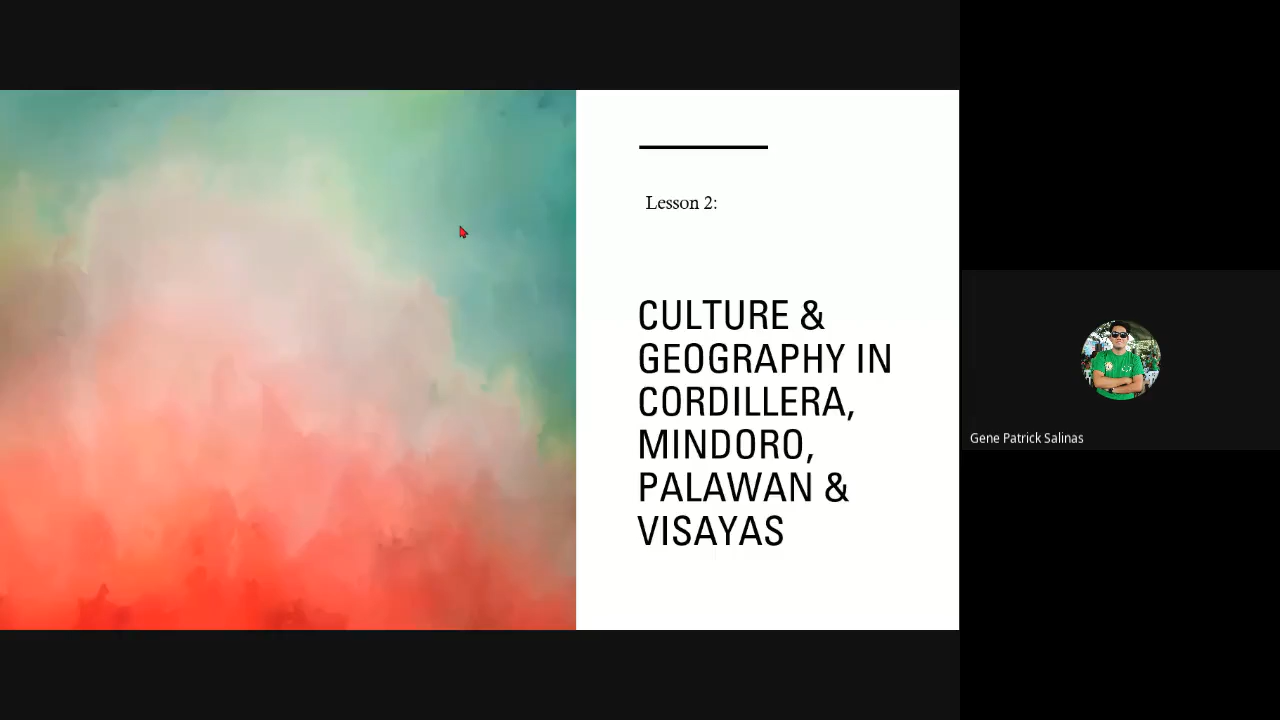 Lesson 2:
CULTURE &
GEOGRAPHY IN
CORDILLERA,
MINDORO,
PALAWAN &
VISAYAS
Gene Patrick Salinas